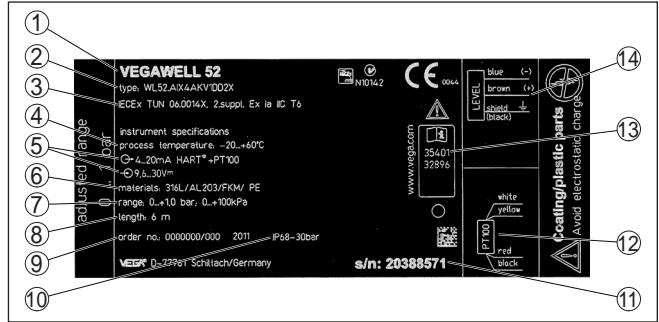 1
2
3
4
5
6
7
8
9
10
11
12
13
14
VEGAWELL 52
type: WL52.AIX4AKV1DD2X
IECEx TUN 06.0014X, 2.suppl. Ex ia IIC T6
instrument specifications
process temperature: -20...+60°C
4...20mA HART® +PT100
9,6...30V
materials: 316L/AL203/FKM/ PE
range: 0...+1,0 bar; 0...+100kPa
length: 6 m
order no.: 0000000/000 2011 IP68-30bar
VEGA Schiltach/Germany
s/n: 20388571
adjusted range
bar
N10142
CE 0044
www.vega.com
35401
32896
LEVEL
blue (-)
brown (+)
shield
(black)
PT100
white
yellow
red
black
Coating/plastic parts
Avoid electrostatic charge